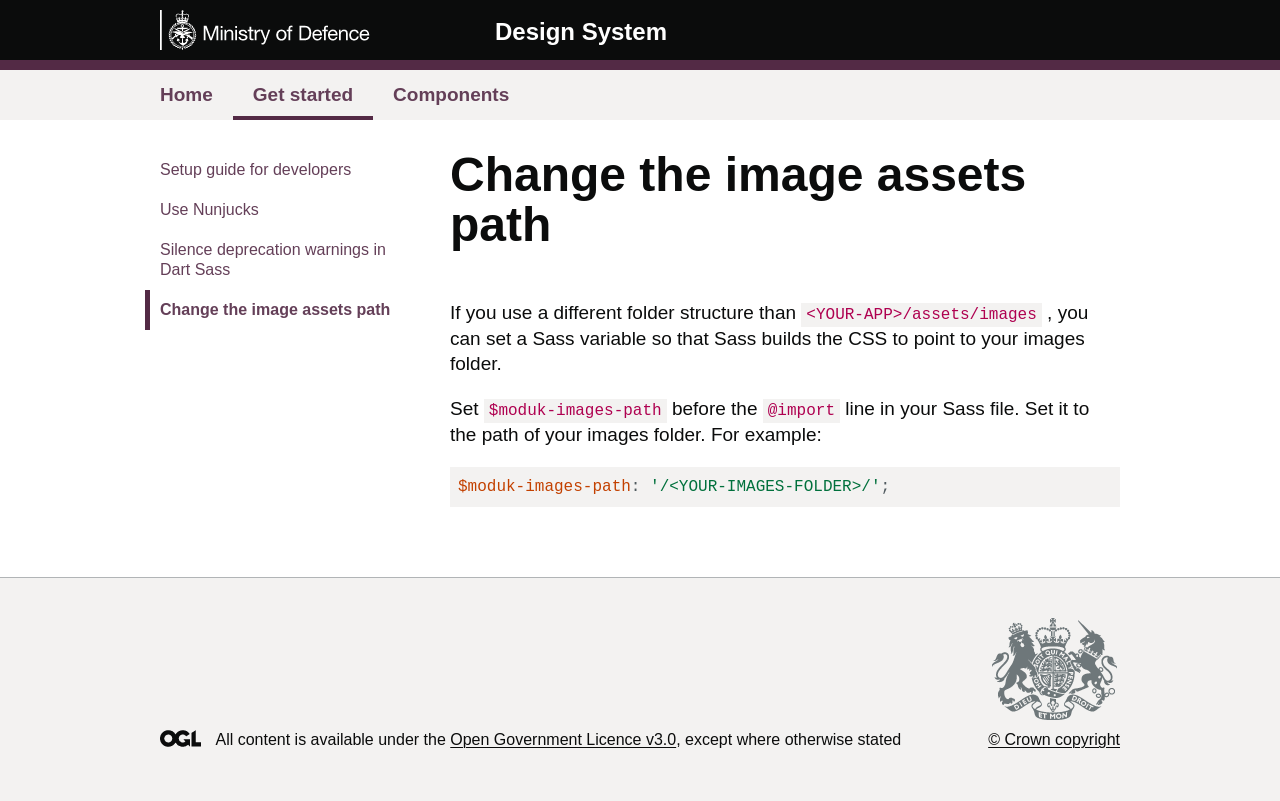 Ministry of Defence
Design System
Home
Get started
Components
Setup guide for developers
Use Nunjucks
Silence deprecation warnings in
Dart Sass
Change the image assets path
Change the image assets
path
If you use a different folder structure than <YOUR-APP>/assets/images , you
can set a Sass variable so that Sass builds the CSS to point to your images
folder.
Set $moduk-images-path before the @import line in your Sass file. Set it to
the path of your images folder. For example:
$moduk-images-path: '/<YOUR-IMAGES-FOLDER>/';
OGL All content is available under the Open Government Licence v3.0, except where otherwise stated
© Crown copyright